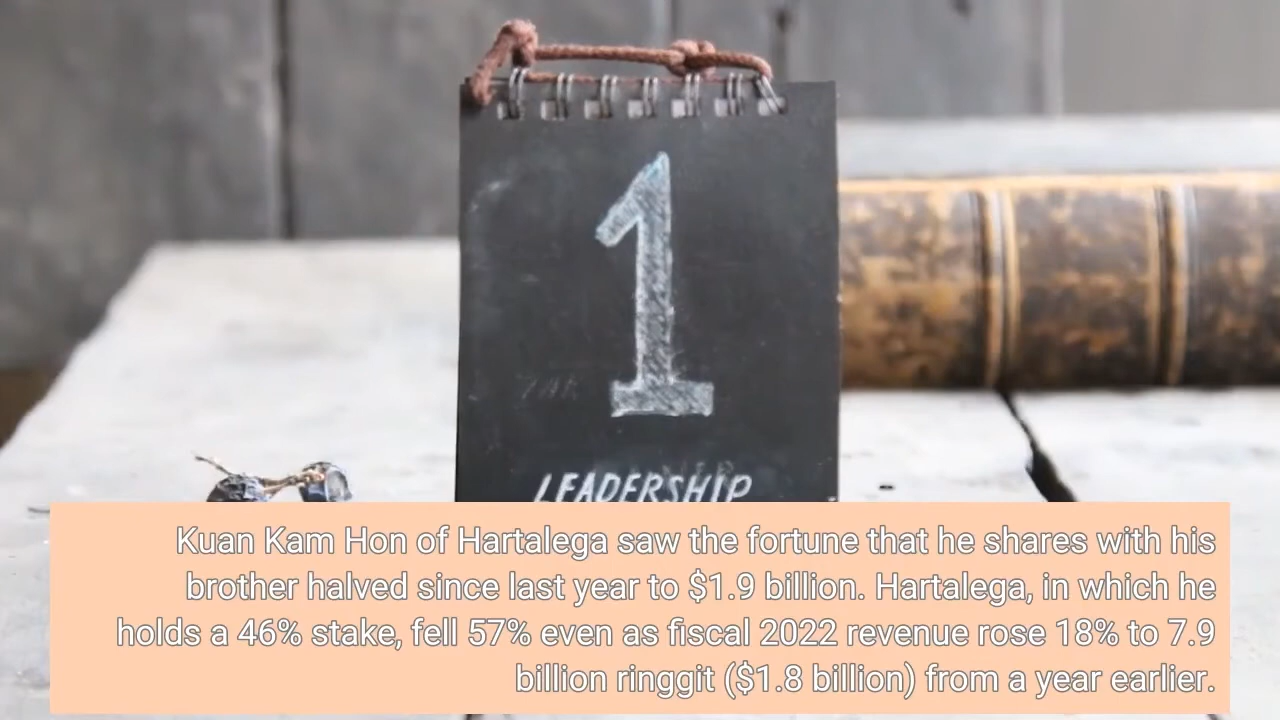 1
LEADERSHIP
Kuan Kam Hon of Hartalega saw the fortune that he shares with his
brother halved since last year to $1.9 billion. Hartalega, in which he
holds a 46% stake, fell 57% even as fiscal 2022 revenue rose 18% to 7.9
billion ringgit ($1.8 billion) from a year earlier.